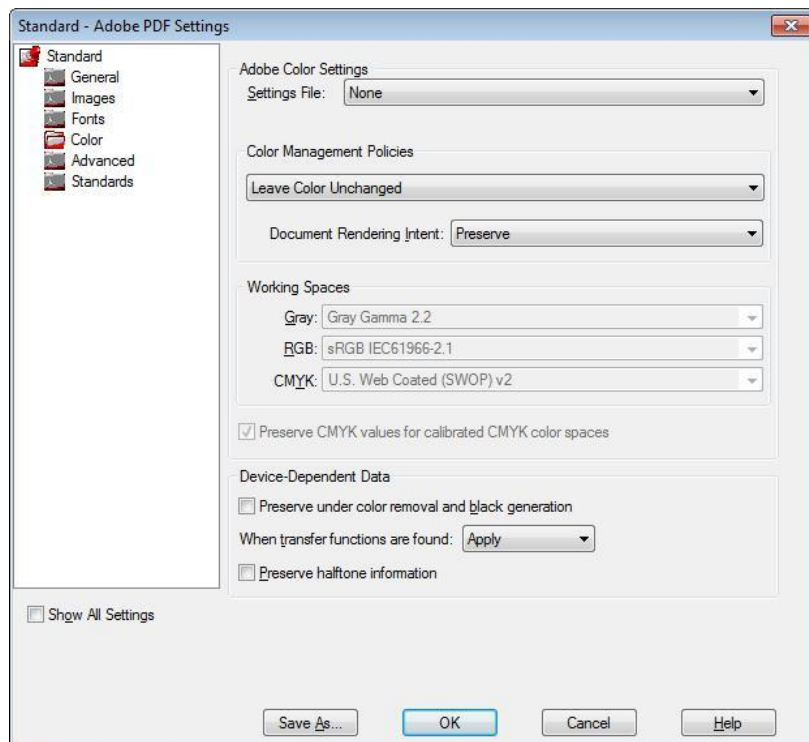 Standard - Adobe PDF Settings
Standard
General
Images
Fonts
Color
Advanced
Standards
Show All Settings
Adobe Color Settings
Settings File: None
Color Management Policies
Leave Color Unchanged
Document Rendering Intent: Preserve
Working Spaces
Gray: Gray Gamma 2.2
RGB: sRGB IEC61966-2.1
CMYK: U.S. Web Coated (SWOP) v2
Preserve CMYK values for calibrated CMYK color spaces
Device-Dependent Data
Preserve under color removal and black generation
When transfer functions are found: Apply
Preserve halftone information
Save As... OK Cancel Help